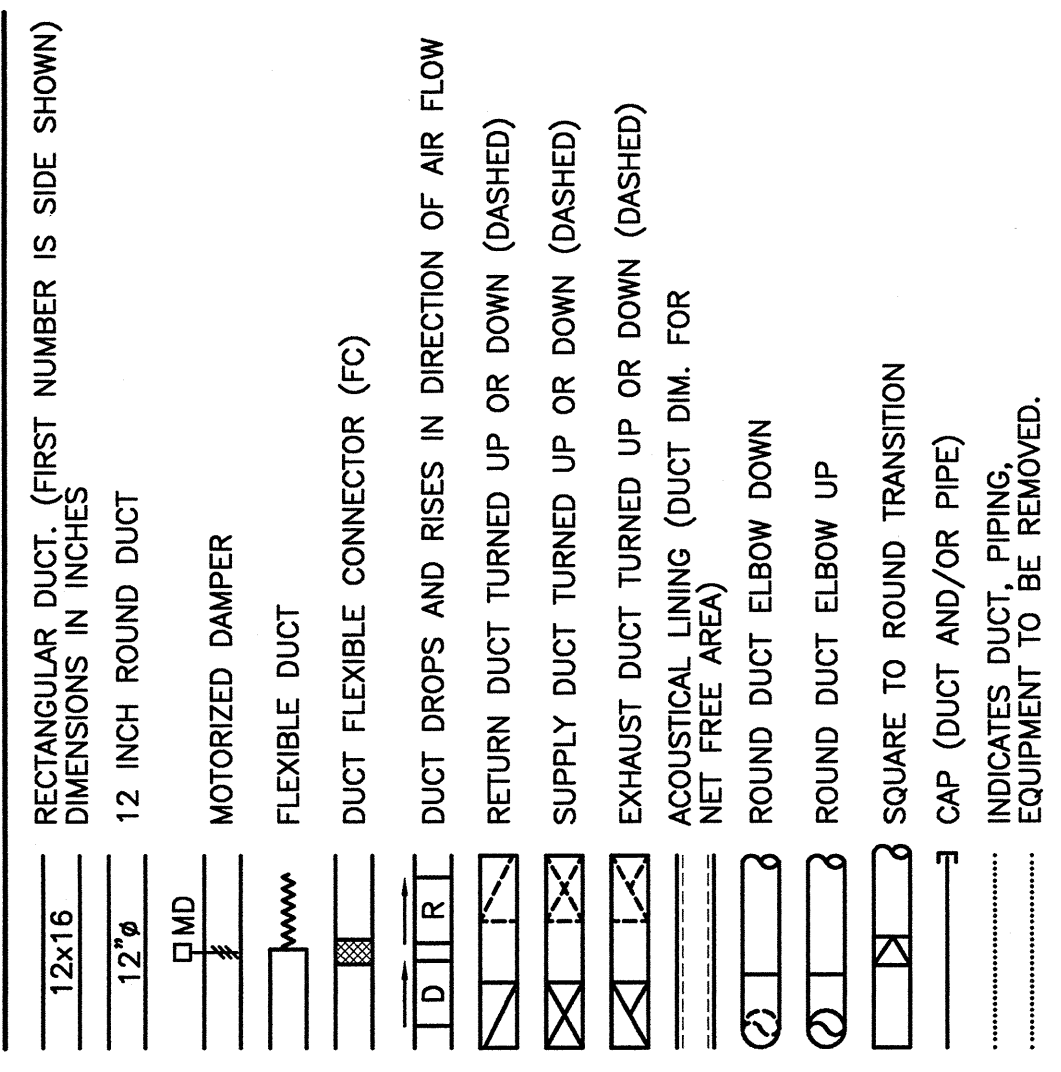 12x16
RECTANGULAR DUCT. (FIRST NUMBER IS SIDE SHOWN)
DIMENSIONS IN INCHES
12"ø
12 INCH ROUND DUCT
MD
MOTORIZED DAMPER
FLEXIBLE DUCT
DUCT FLEXIBLE CONNECTOR (FC)
D R
DUCT DROPS AND RISES IN DIRECTION OF AIR FLOW
RETURN DUCT TURNED UP OR DOWN (DASHED)
SUPPLY DUCT TURNED UP OR DOWN (DASHED)
EXHAUST DUCT TURNED UP OR DOWN (DASHED)
ACOUSTICAL LINING (DUCT DIM. FOR
NET FREE AREA)
ROUND DUCT ELBOW DOWN
ROUND DUCT ELBOW UP
SQUARE TO ROUND TRANSITION
CAP (DUCT AND/OR PIPE)
INDICATES DUCT, PIPING,
EQUIPMENT TO BE REMOVED.